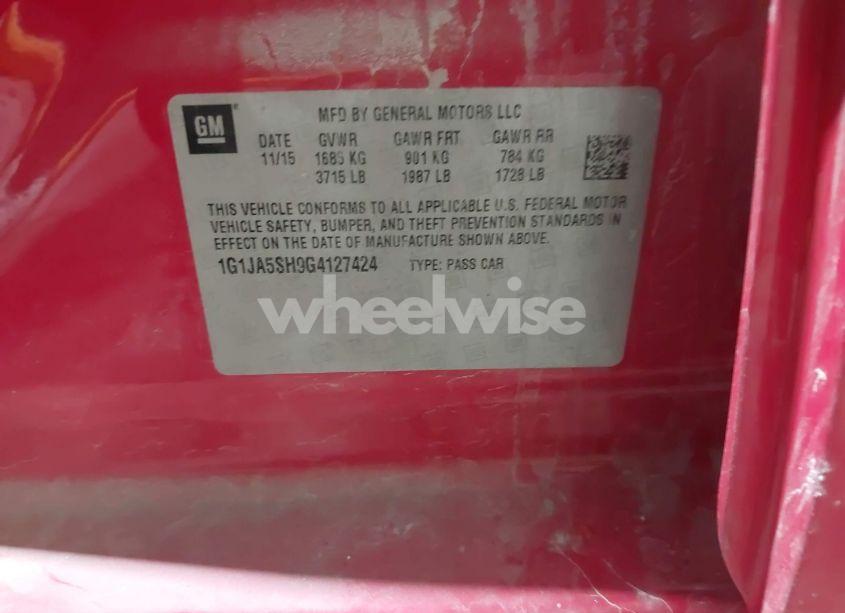 GM
MFD BY GENERAL MOTORS LLC
DATE GVWR GAWR FRT GAWR RR
11/15 1685 KG 901 KG 784 KG
3715 LB 1987 LB 1728 LB
THIS VEHICLE CONFORMS TO ALL APPLICABLE U.S. FEDERAL MOTOR
VEHICLE SAFETY, BUMPER, AND THEFT PREVENTION STANDARDS IN
EFFECT ON THE DATE OF MANUFACTURE SHOWN ABOVE.
1G1JA5SH9G4127424 TYPE: PASS CAR
wheelwise